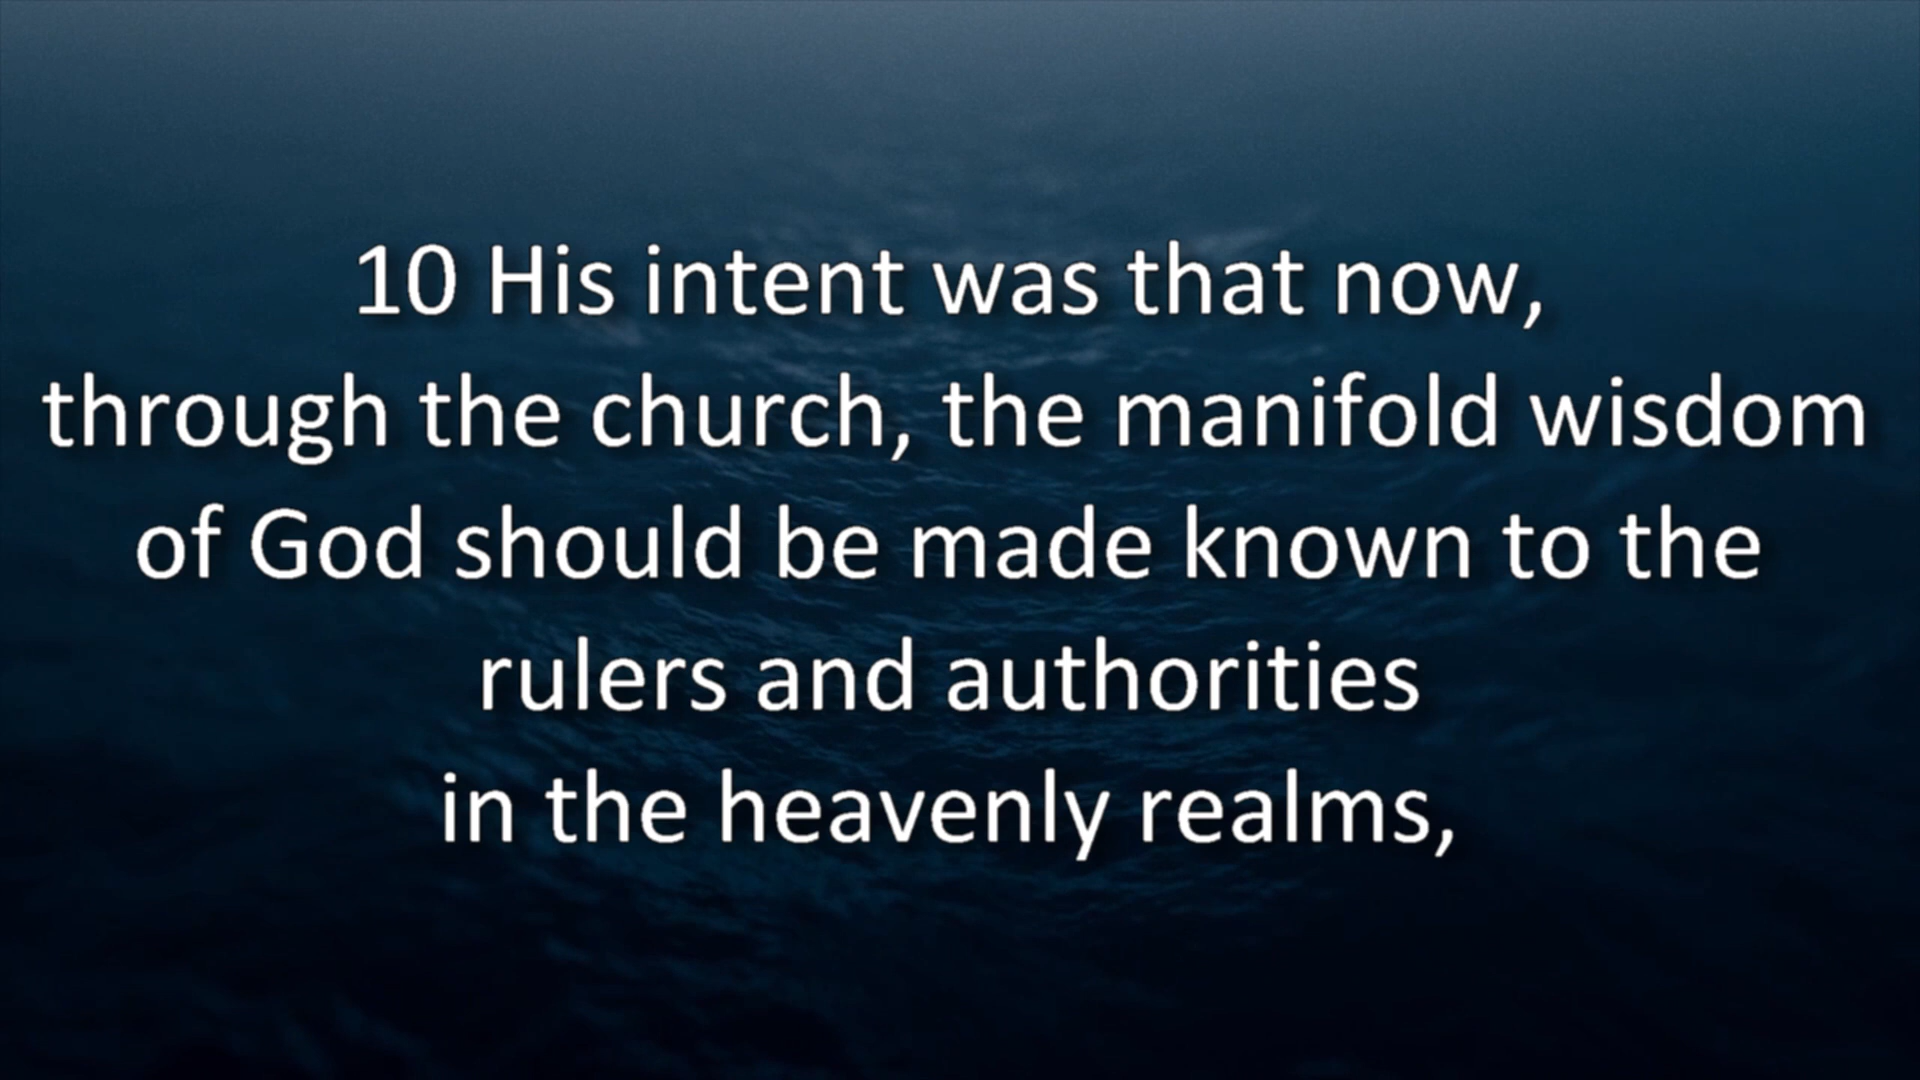 10 His intent was that now,
through the church, the manifold wisdom
of God should be made known to the
rulers and authorities
in the heavenly realms,